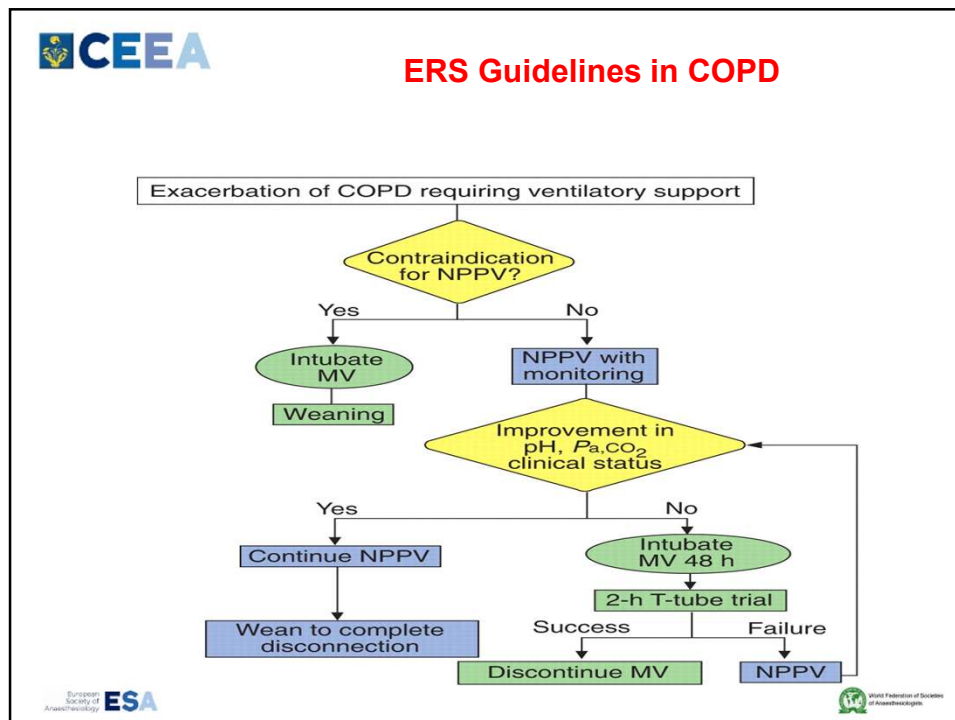 CEEA
ERS Guidelines in COPD
Exacerbation of COPD requiring ventilatory support
Contraindication
for NPPV?
Yes
No
Intubate
MV
NPPV with
monitoring
Weaning
Improvement in
pH, Pa,CO2
clinical status
Yes
No
Continue NPPV
Intubate
MV 48 h
2-h T-tube trial
Wean to complete
disconnection
Success
Failure
Discontinue MV
NPPV
European
Society of
Anaesthesiology
ESA
World Federation of Societies
of Anaesthesiologists